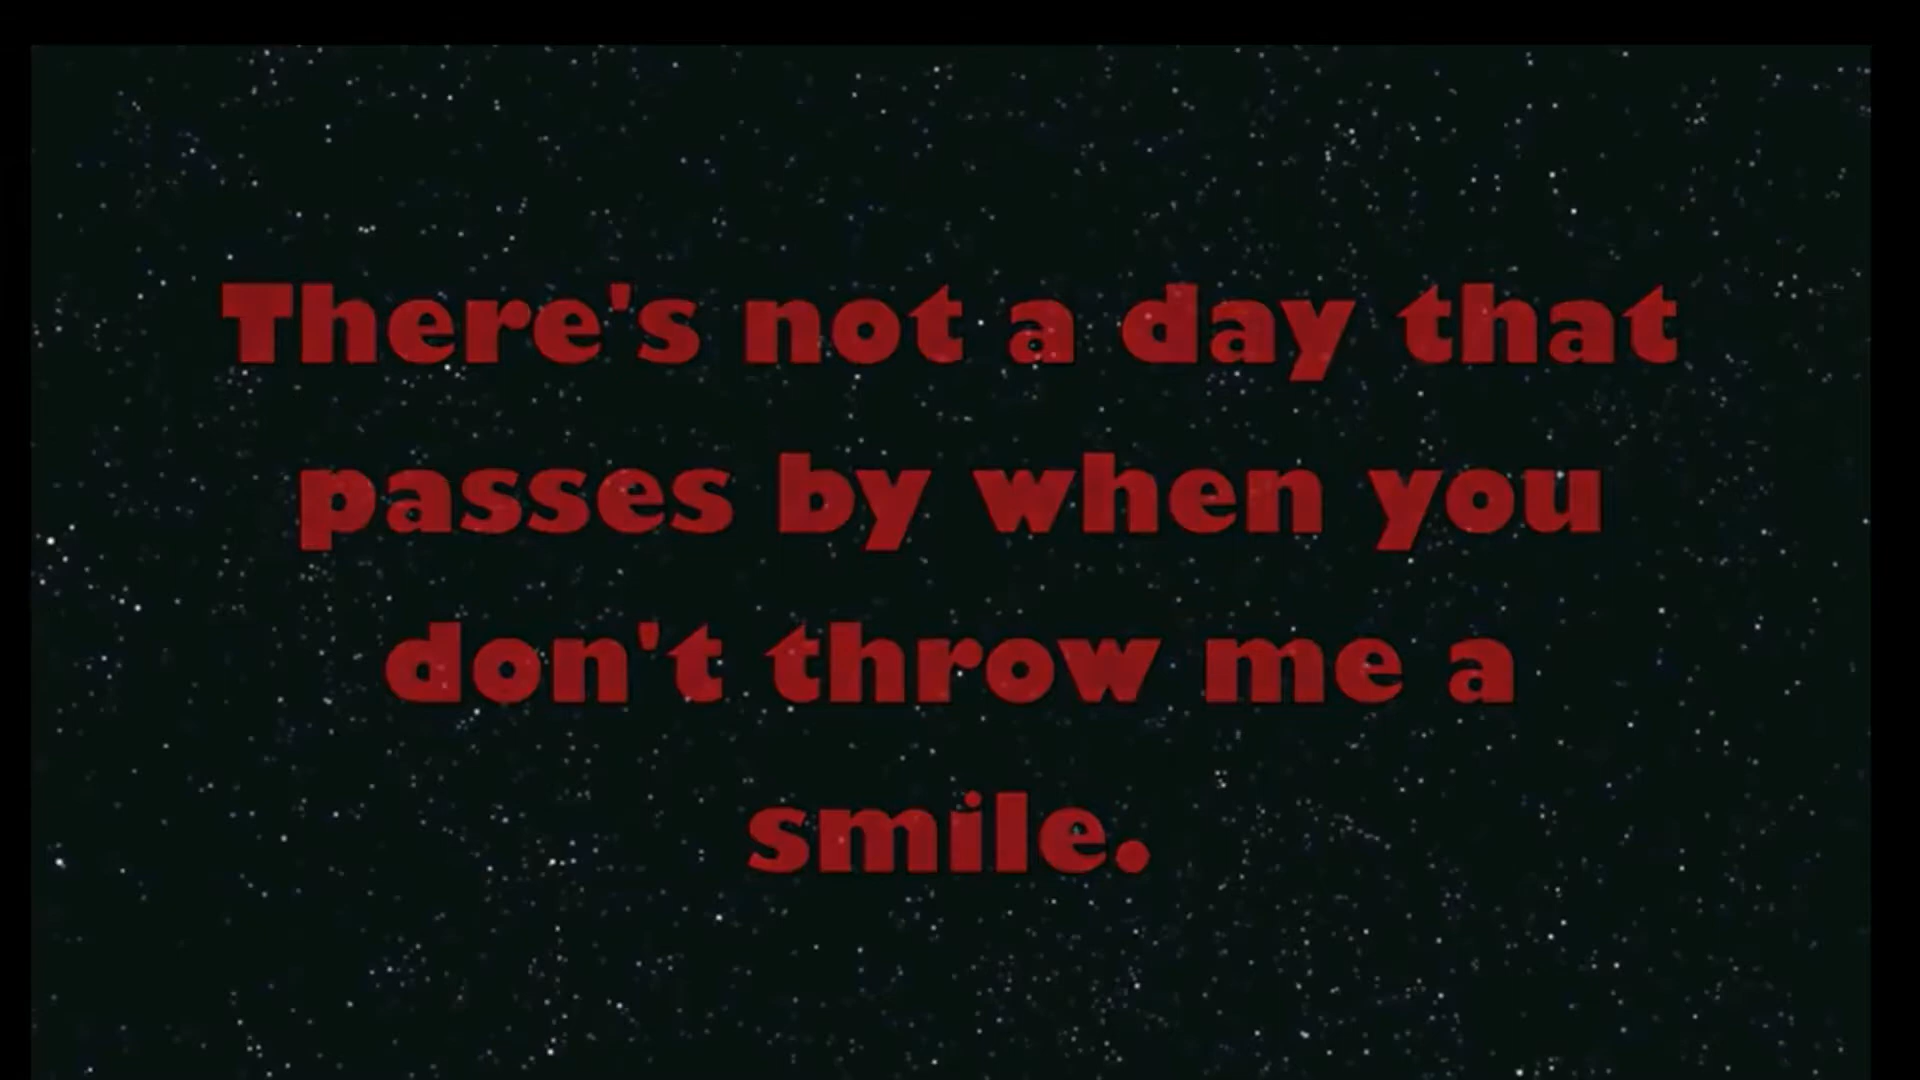 There's not a day that
passes by when you
don't throw me a
smile.